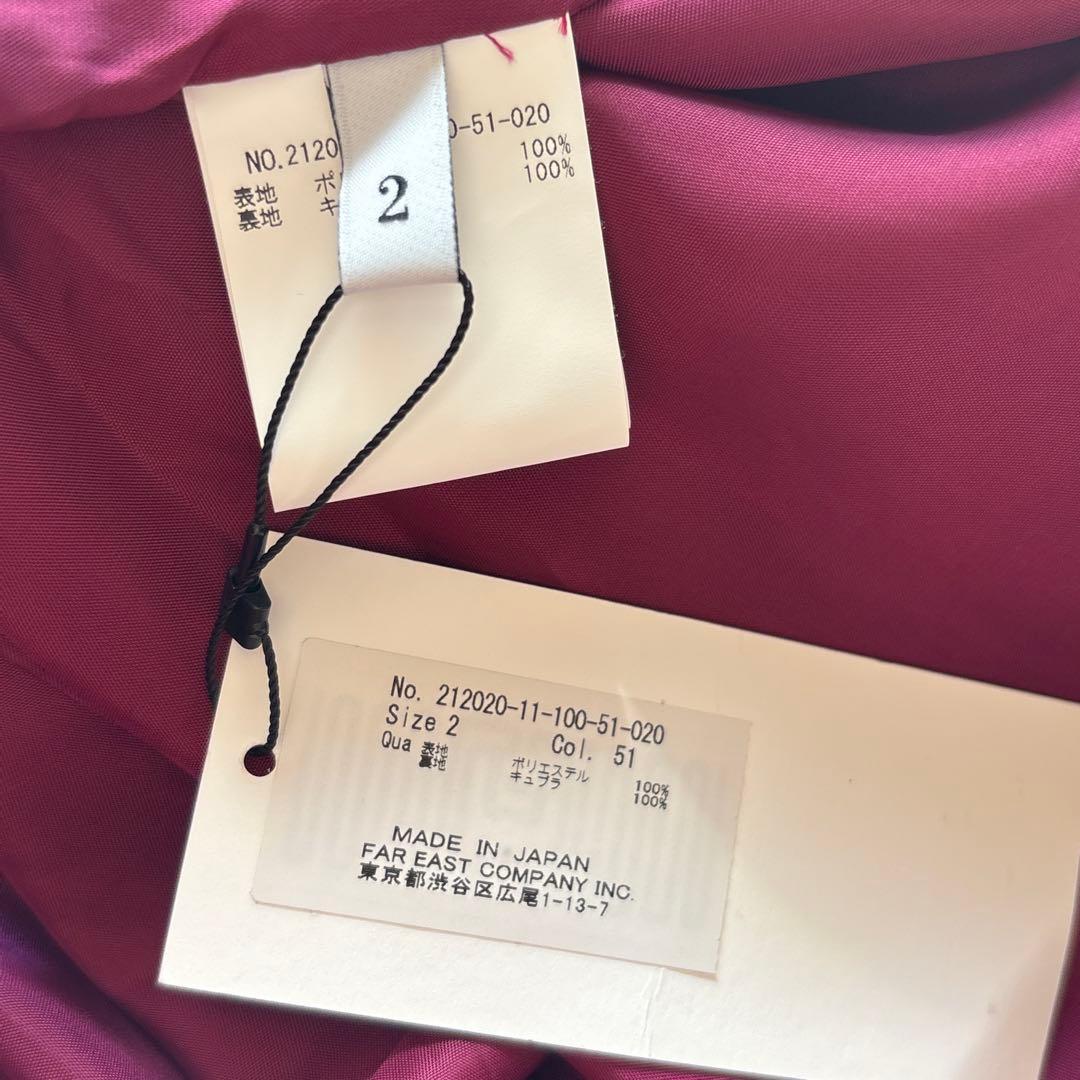 NO.2120 0-51-020
表地 ポ 100%
裏地 キ 100%
2
No. 212020-11-100-51-020
Size 2 Col. 51
Qua 表地 ポリエステル 100%
裏地 キュプラ 100%
MADE IN JAPAN
FAR EAST COMPANY INC.
東京都渋谷区広尾1-13-7